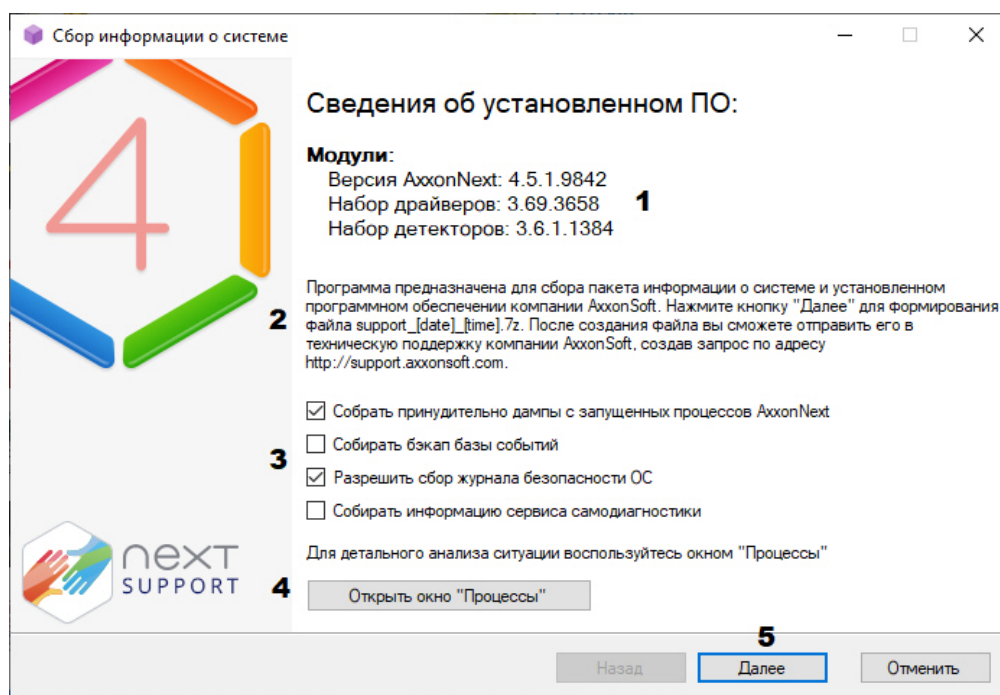 Сбор информации о системе
4
Сведения об установленном ПО:
Модули:
Версия AxxonNext: 4.5.1.9842
Набор драйверов: 3.69.3658 1
Набор детекторов: 3.6.1.1384
Программа предназначена для сбора пакета информации о системе и установленном
программном обеспечении компании AxxonSoft. Нажмите кнопку "Далее" для формирования
2 файла support_[date]_[time].7z. После создания файла вы сможете отправить его в
техническую поддержку компании AxxonSoft, создав запрос по адресу
http://support.axxonsoft.com.
Собрать принудительно дампы с запущенных процессов AxxonNext
Собирать бэкап базы событий
3
Разрешить сбор журнала безопасности ОС
Собирать информацию сервиса самодиагностики
next
SUPPORT
Для детального анализа ситуации воспользуйтесь окном "Процессы"
4 Открыть окно "Процессы"
5
Назад Далее Отменить